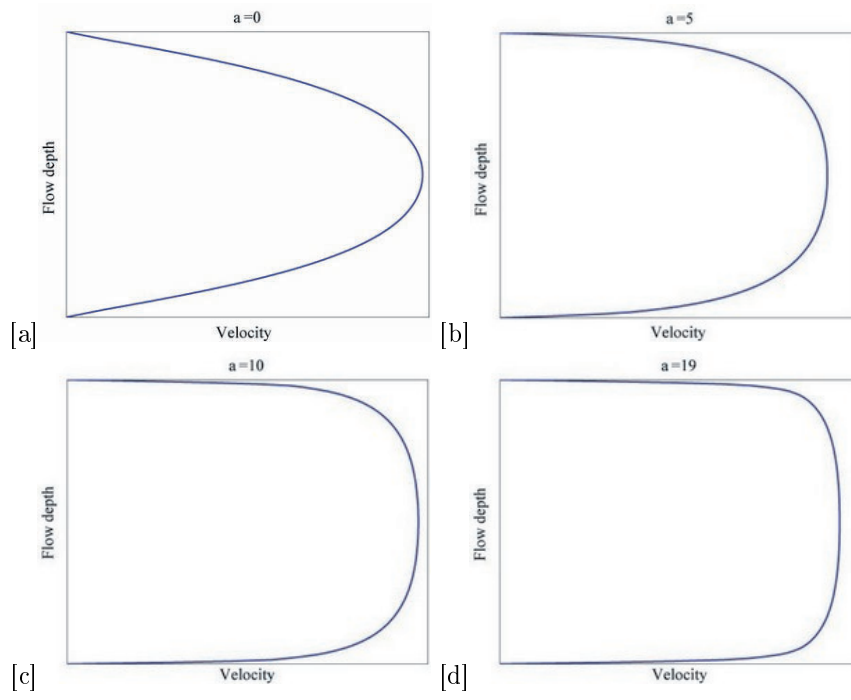 a =0
Flow depth
Velocity
[a]
a =5
Flow depth
Velocity
[b]
a =10
Flow depth
Velocity
[c]
a =19
Flow depth
Velocity
[d]